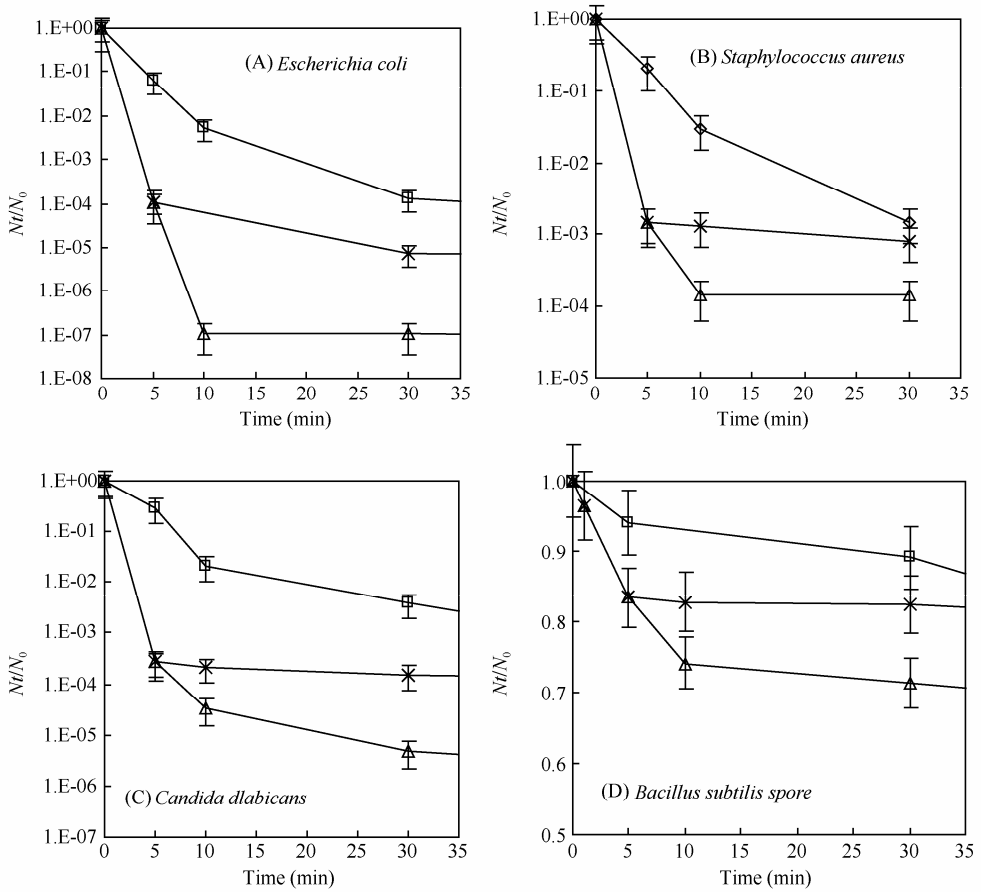 1.E+00
(A) Escherichia coli
1.E-01
1.E-02
1.E-03
1.E-04
1.E-05
1.E-06
1.E-07
1.E-08
Nt/N0
0 5 10 15 20 25 30 35
Time (min)
1.E+00
(B) Staphylococcus aureus
1.E-01
1.E-02
1.E-03
1.E-04
1.E-05
Nt/N0
0 5 10 15 20 25 30 35
Time (min)
1.E+00
1.E-01
1.E-02
1.E-03
1.E-04
1.E-05
1.E-06
1.E-07
Nt/N0
(C) Candida dlabicans
0 5 10 15 20 25 30 35
Time (min)
1.0
0.9
0.8
0.7
0.6
0.5
Nt/N0
(D) Bacillus subtilis spore
0 5 10 15 20 25 30 35
Time (min)